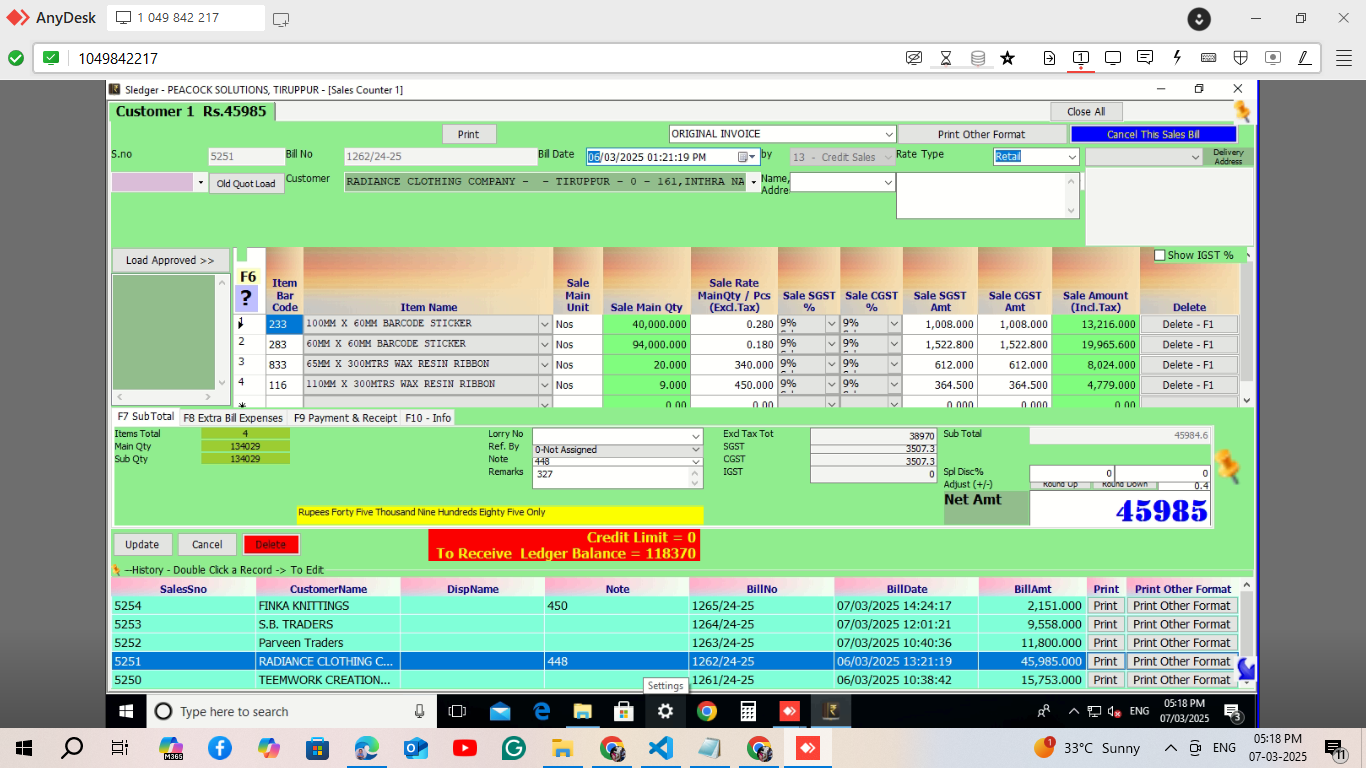 AnyDesk
1 049 842 217
1049842217
Sledger - PEACOCK SOLUTIONS, TIRUPPUR - [Sales Counter 1]
Customer 1 Rs.45985
Close All
Print
ORIGINAL INVOICE
Print Other Format
Cancel This Sales Bill
S.no
5251
Bill No
1262/24-25
Bill Date
06/03/2025 01:21:19 PM
by
13 - Credit Sales
Rate Type
Retail
Delivery
Address
Old Quot Load
Customer
RADIANCE CLOTHING COMPANY - - TIRUPPUR - 0 - 161,INTHRA NA
Name,
Addre
Load Approved >>
Show IGST %
F6
?
Item Bar Code
Item Name
Sale Main Unit
Sale Main Qty
Sale Rate MainQty / Pcs (Excl.Tax)
Sale SGST %
Sale CGST %
Sale SGST Amt
Sale CGST Amt
Sale Amount (Incl.Tax)
Delete
1 233 100MM X 60MM BARCODE STICKER Nos 40,000.000 0.280 9% 9% 1,008.000 1,008.000 13,216.000 Delete - F1
2 283 60MM X 60MM BARCODE STICKER Nos 94,000.000 0.180 9% 9% 1,522.800 1,522.800 19,965.600 Delete - F1
3 833 65MM X 300MTRS WAX RESIN RIBBON Nos 20.000 340.000 9% 9% 612.000 612.000 8,024.000 Delete - F1
4 116 110MM X 300MTRS WAX RESIN RIBBON Nos 9.000 450.000 9% 9% 364.500 364.500 4,779.000 Delete - F1
* 0.00 0.00 0.000 0.000 0.00
F7 SubTotal F8 Extra Bill Expenses F9 Payment & Receipt F10 - Info
Items Total 4
Main Qty 134029
Sub Qty 134029
Lorry No
Ref. By 0-Not Assigned
Note 448
Remarks 327
Excl Tax Tot 38970
SGST 3507.3
CGST 3507.3
IGST 0
Sub Total 45984.6
Spl Disc% 0 0
Adjust (+/-) Round Up Round Down 0.4
Net Amt 45985
Rupees Forty Five Thousand Nine Hundreds Eighty Five Only
Update Cancel Delete
Credit Limit = 0
To Receive Ledger Balance = 118370
--History - Double Click a Record -> To Edit
SalesSno CustomerName DispName Note BillNo BillDate BillAmt Print Print Other Format
5254 FINKA KNITTINGS 450 1265/24-25 07/03/2025 14:24:17 2,151.000 Print Print Other Format
5253 S.B. TRADERS 1264/24-25 07/03/2025 12:01:21 9,558.000 Print Print Other Format
5252 Parveen Traders 1263/24-25 07/03/2025 10:40:36 11,800.000 Print Print Other Format
5251 RADIANCE CLOTHING C... 448 1262/24-25 06/03/2025 13:21:19 45,985.000 Print Print Other Format
5250 TEEMWORK CREATION... 1261/24-25 06/03/2025 10:38:42 15,753.000 Print Print Other Format
Settings
Type here to search
ENG
05:18 PM
07/03/2025
3
M365
1
33°C Sunny
ENG
05:18 PM
07-03-2025
11